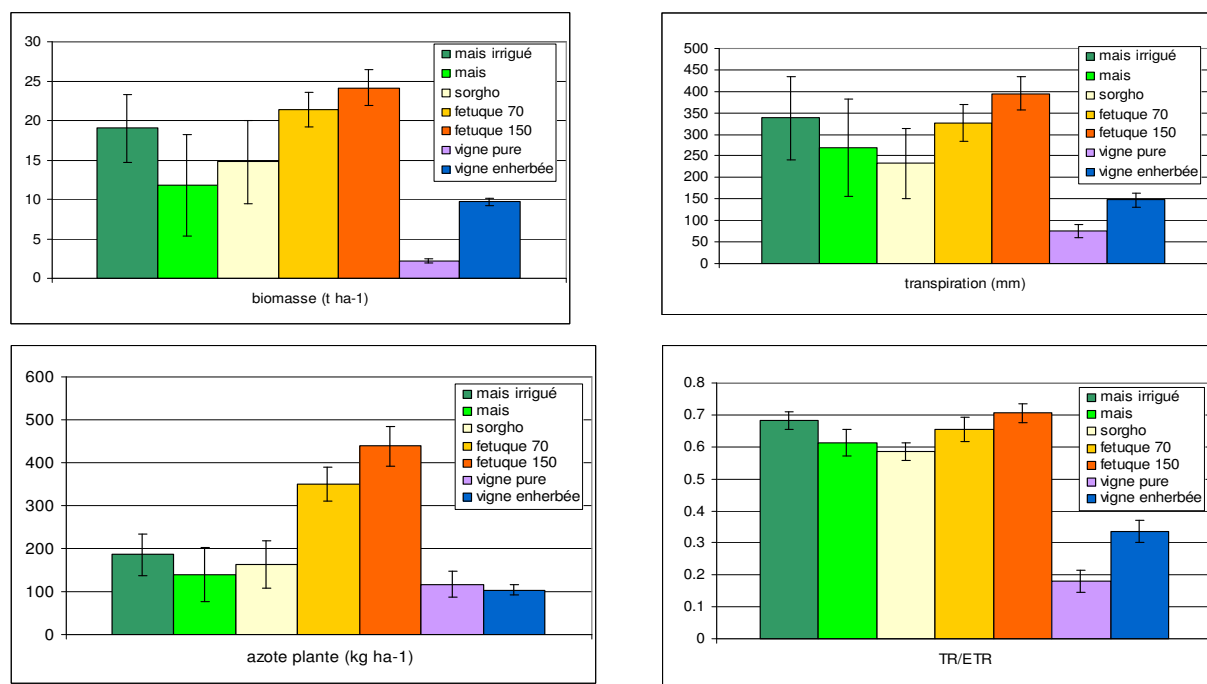 30
25
20
15
10
5
0
mais irrigué
mais
sorgho
fetuque 70
fetuque 150
vigne pure
vigne enherbée
biomasse (t ha-1)
500
450
400
350
300
250
200
150
100
50
0
mais irrigué
mais
sorgho
fetuque 70
fetuque 150
vigne pure
vigne enherbée
transpiration (mm)
600
500
400
300
200
100
0
mais irrigué
mais
sorgho
fetuque 70
fetuque 150
vigne pure
vigne enherbée
azote plante (kg ha-1)
0.8
0.7
0.6
0.5
0.4
0.3
0.2
0.1
0
mais irrigué
mais
sorgho
fetuque 70
fetuque 150
vigne pure
vigne enherbée
TR/ETR